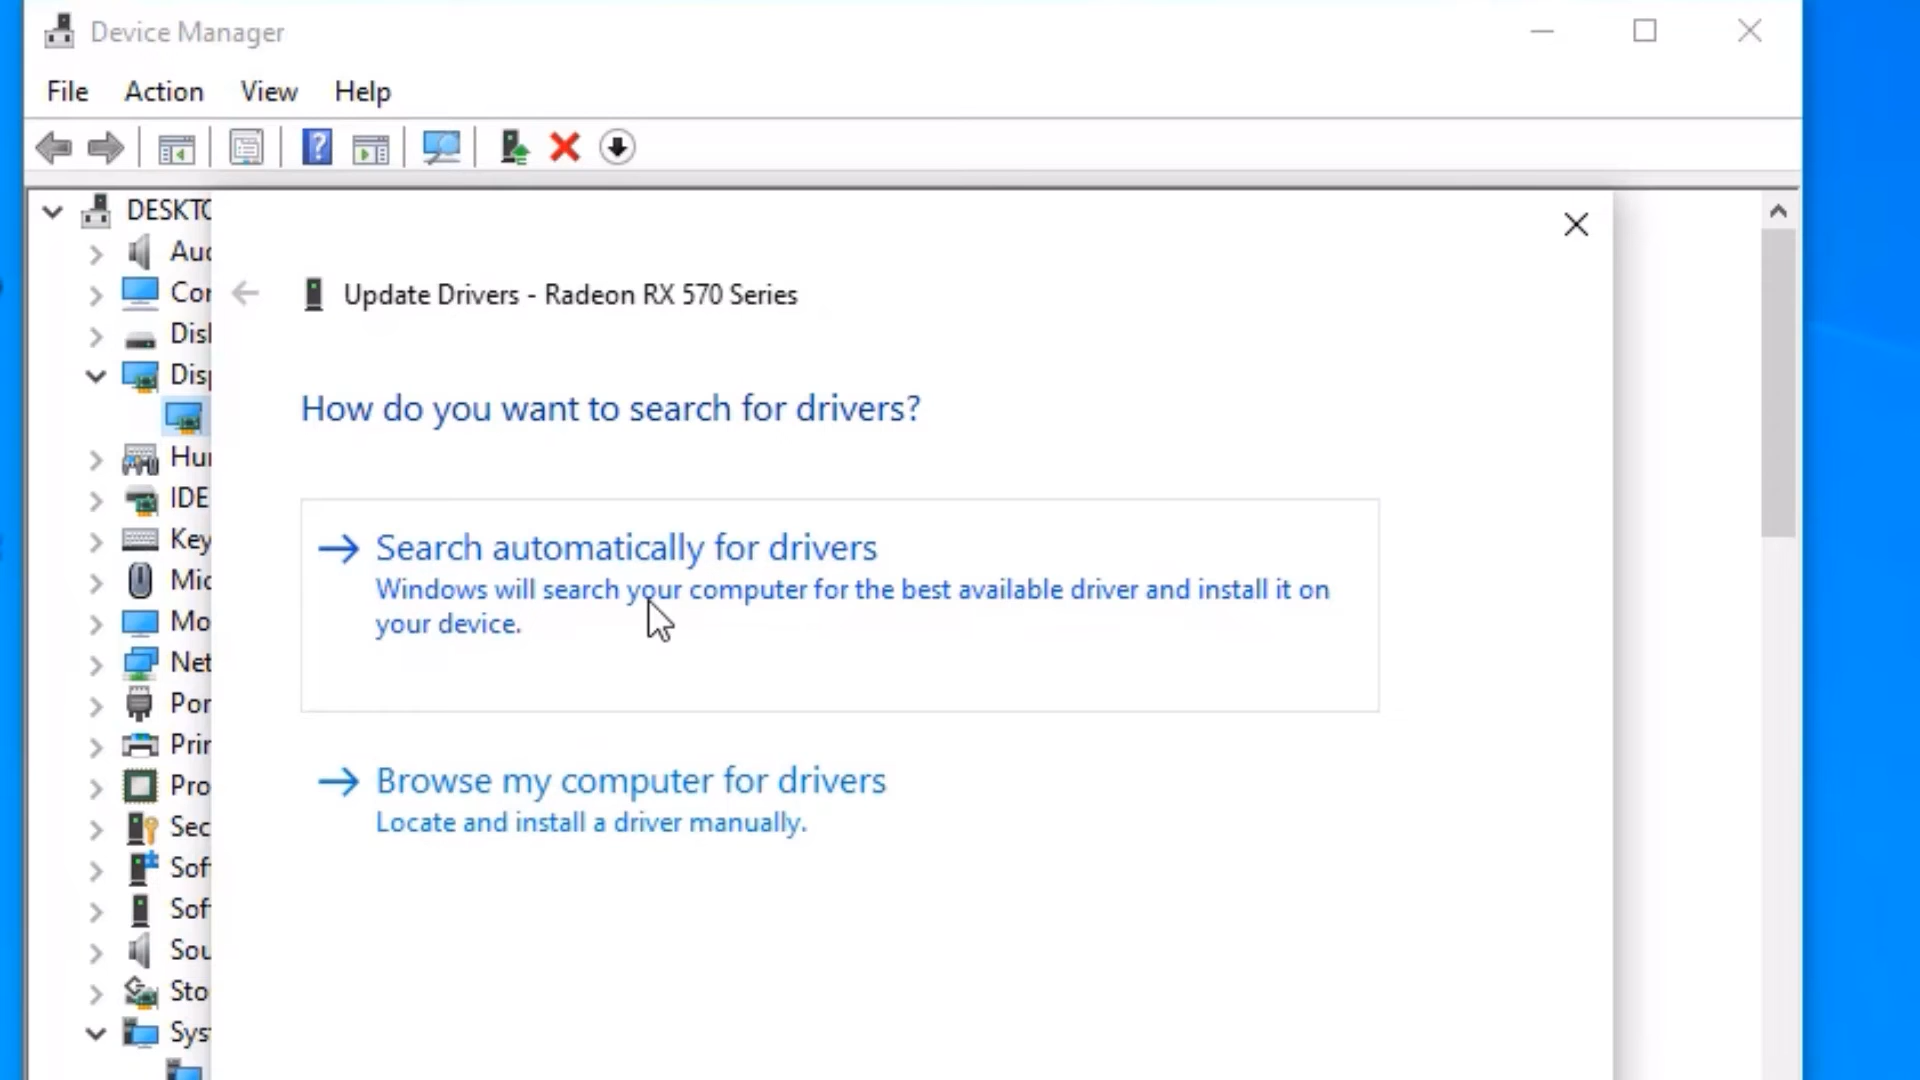 Device Manager
File Action View Help
DESKTO
Aud
Cor
Disk
Disp
Hur
IDE
Key
Mic
Mo
Net
Por
Prin
Pro
Sec
Sof
Sof
Sou
Sto
Sys
Update Drivers - Radeon RX 570 Series
How do you want to search for drivers?
Search automatically for drivers
Windows will search your computer for the best available driver and install it on
your device.
Browse my computer for drivers
Locate and install a driver manually.